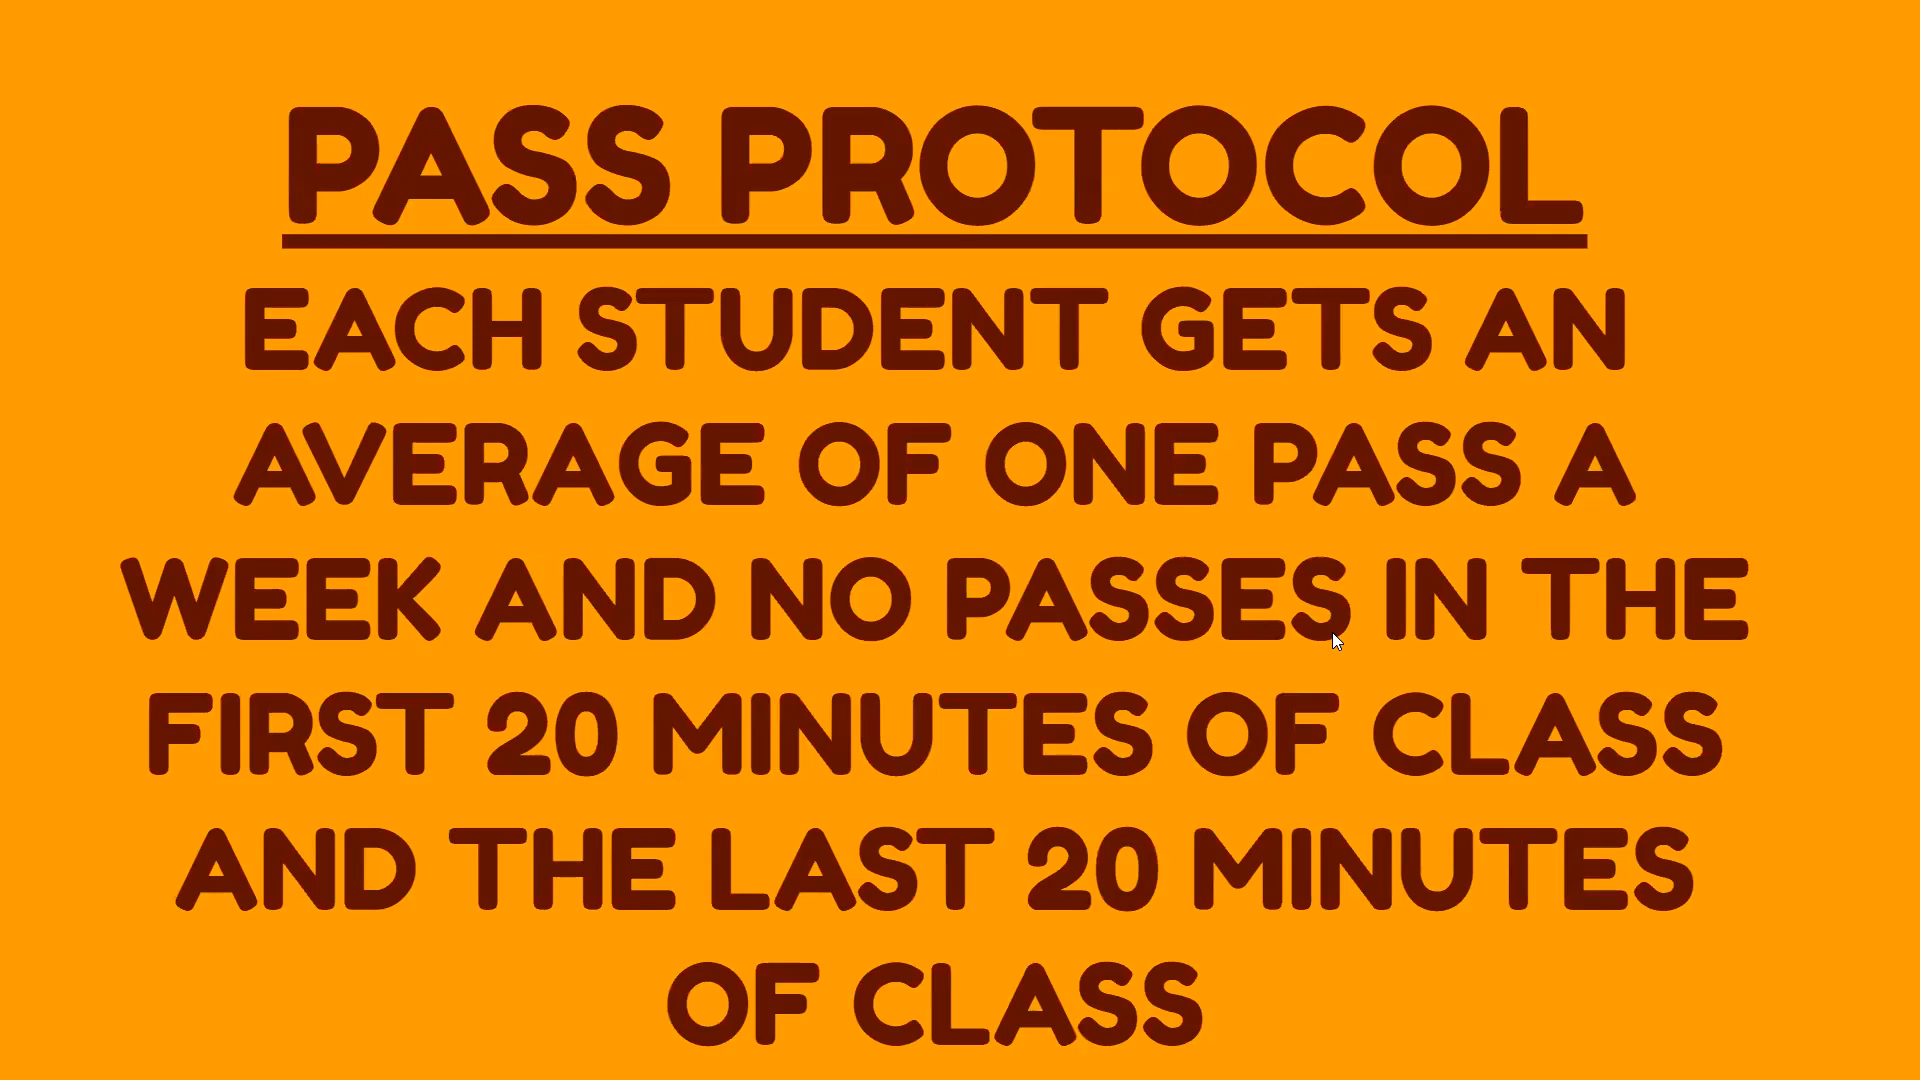 PASS PROTOCOL
EACH STUDENT GETS AN
AVERAGE OF ONE PASS A
WEEK AND NO PASSES IN THE
FIRST 20 MINUTES OF CLASS
AND THE LAST 20 MINUTES
OF CLASS